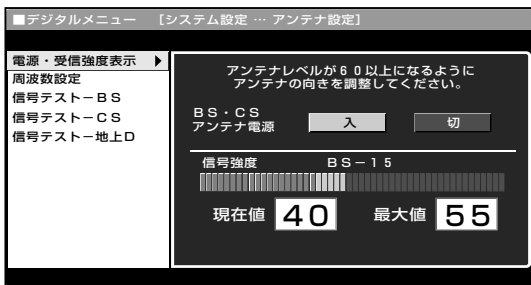 ■デジタルメニュー [システム設定 … アンテナ設定]
電源・受信強度表示 ▶
周波数設定
信号テスト－BS
信号テスト－CS
信号テスト－地上D
アンテナレベルが60以上になるように
アンテナの向きを調整してください。
BS・CS
アンテナ電源 入 切
信号強度 BS－15
現在値 40 最大値 55